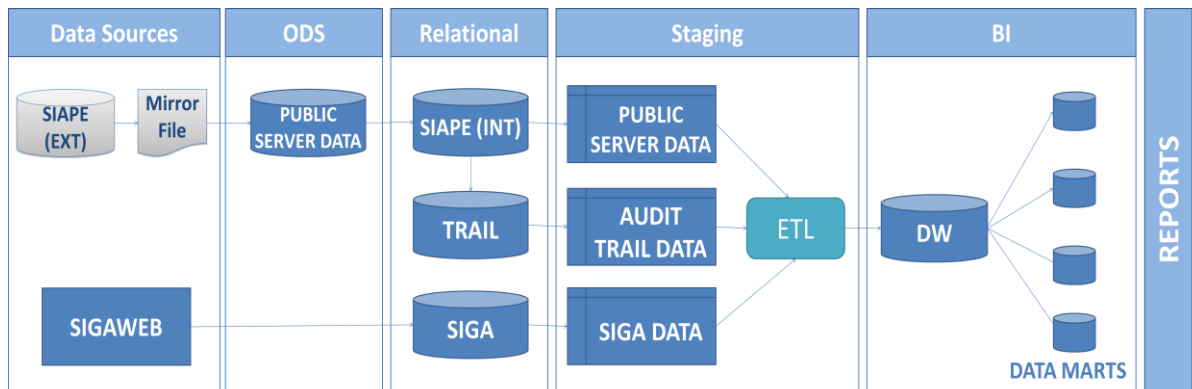 Data Sources
ODS
Relational
Staging
BI
SIAPE
(EXT)
Mirror
File
PUBLIC
SERVER DATA
SIAPE (INT)
PUBLIC
SERVER DATA
TRAIL
AUDIT
TRAIL DATA
ETL
DW
SIGAWEB
SIGA
SIGA DATA
DATA MARTS
REPORTS